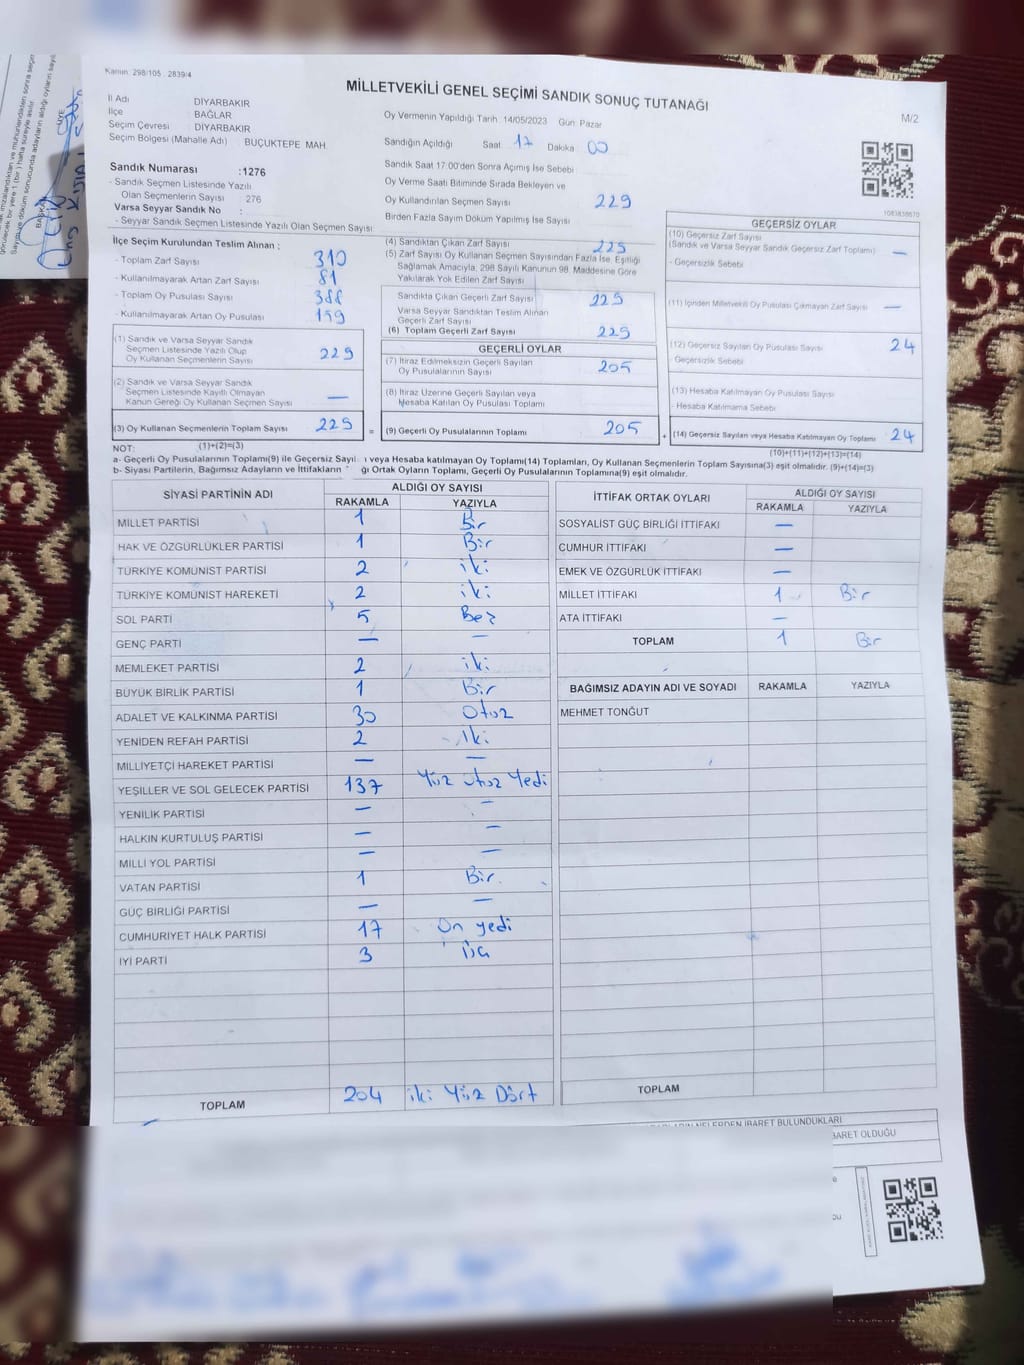 Kanun: 298/105 , 2839/4
MİLLETVEKİLİ GENEL SEÇİMİ SANDIK SONUÇ TUTANAĞI
M/2
İl Adı DİYARBAKIR
İlçe BAĞLAR
Seçim Çevresi : DİYARBAKIR
Seçim Bölgesi (Mahalle Adı) BUÇUKTEPE MAH.
Oy Vermenin Yapıldığı Tarih: 14/05/2023 Gün: Pazar
Sandığın Açıldığı Saat 17 Dakika 00
Sandık Saat 17:00'den Sonra Açımış İse Sebebi
Oy Verme Saati Bitiminde Sırada Bekleyen ve
Oy Kullandırılan Seçmen Sayısı 229
Birden Fazla Sayım Döküm Yapılmış İse Sayısı
Sandık Numarası :1276
- Sandık Seçmen Listesinde Yazılı
Olan Seçmenlerin Sayısı : 276
Varsa Seyyar Sandık No :
- Seyyar Sandık Seçmen Listesinde Yazılı Olan Seçmen Sayısı:
İlçe Seçim Kurulundan Teslim Alınan ;
- Toplam Zarf Sayısı 310
- Kullanılmayarak Artan Zarf Sayısı 81
- Toplam Oy Pusulası Sayısı 388
- Kullanılmayarak Artan Oy Pusulası 159
(1) Sandık ve Varsa Seyyar Sandık
Seçmen Listesinde Yazılı Olup
Oy Kullanan Seçmenlerin Sayısı 229
(2) Sandık ve Varsa Seyyar Sandık
Seçmen Listesinde Kayıtlı Olmayan
Kanun Gereği Oy Kullanan Seçmen Sayısı —
(3) Oy Kullanan Seçmenlerin Toplam Sayısı 229
(1)+(2)=(3)
(4) Sandıktan Çıkan Zarf Sayısı 229
(5) Zarf Sayısı Oy Kullanan Seçmen Sayısından Fazla İse, Eşitliği
Sağlamak Amacıyla, 298 Sayılı Kanunun 98. Maddesine Göre
Yakılarak Yok Edilen Zarf Sayısı
Sandıkta Çıkan Geçerli Zarf Sayısı 229
Varsa Seyyar Sandıktan Teslim Alınan
Geçerli Zarf Sayısı
(6) Toplam Geçerli Zarf Sayısı 229
GEÇERLİ OYLAR
(7) İtiraz Edilmeksizin Geçerli Sayılan
Oy Pusulalarının Sayısı 205
(8) İtiraz Üzerine Geçerli Sayılan veya
Hesaba Katılan Oy Pusulası Toplamı
= (9) Geçerli Oy Pusulalarının Toplamı 205
GEÇERSİZ OYLAR
(10) Geçersiz Zarf Sayısı
(Sandık ve Varsa Seyyar Sandık Geçersiz Zarf Toplamı) —
- Geçersizlik Sebebi
(11) İçinden Milletvekili Oy Pusulası Çıkmayan Zarf Sayısı —
(12) Geçersiz Sayılan Oy Pusulası Sayısı 24
- Geçersizlik Sebebi
(13) Hesaba Katılmayan Oy Pusulası Sayısı
- Hesaba Katılmama Sebebi
+ (14) Geçersiz Sayılan veya Hesaba Katılmayan Oy Toplamı 24
(10)+(11)+(12)+(13)=(14)
NOT:
a- Geçerli Oy Pusulalarının Toplamı(9) ile Geçersiz Sayıl veya Hesaba katılmayan Oy Toplamı(14) Toplamları, Oy Kullanan Seçmenlerin Toplam Sayısına(3) eşit olmalıdır. (9)+(14)=(3)
b- Siyasi Partilerin, Bağımsız Adayların ve İttifakların ğı Ortak Oyların Toplamı, Geçerli Oy Pusulalarının Toplamına(9) eşit olmalıdır.
SİYASİ PARTİNİN ADI ALDIĞI OY SAYISI
RAKAMLA YAZIYLA
MİLLET PARTİSİ 1 Bir
HAK VE ÖZGÜRLÜKLER PARTİSİ 1 Bir
TÜRKİYE KOMÜNİST PARTİSİ 2 iki
TÜRKİYE KOMÜNİST HAREKETİ 2 iki
SOL PARTİ 5 Beş
GENÇ PARTİ — —
MEMLEKET PARTİSİ 2 iki
BÜYÜK BİRLİK PARTİSİ 1 Bir
ADALET VE KALKINMA PARTİSİ 30 Otuz
YENİDEN REFAH PARTİSİ 2 İki
MİLLİYETÇİ HAREKET PARTİSİ — —
YEŞİLLER VE SOL GELECEK PARTİSİ 137 Yüz otuz Yedi
YENİLİK PARTİSİ — —
HALKIN KURTULUŞ PARTİSİ — —
MİLLİ YOL PARTİSİ — —
VATAN PARTİSİ 1 Bir
GÜÇ BİRLİĞİ PARTİSİ — —
CUMHURİYET HALK PARTİSİ 17 On yedi
İYİ PARTİ 3 Üç
TOPLAM 204 iki Yüz Dört
İTTİFAK ORTAK OYLARI ALDIĞI OY SAYISI
RAKAMLA YAZIYLA
SOSYALİST GÜÇ BİRLİĞİ İTTİFAKI —
CUMHUR İTTİFAKI —
EMEK VE ÖZGÜRLÜK İTTİFAKI —
MİLLET İTTİFAKI 1 Bir
ATA İTTİFAKI —
TOPLAM 1 Bir
BAĞIMSIZ ADAYIN ADI VE SOYADI RAKAMLA YAZIYLA
MEHMET TONĞUT
TOPLAM
NELERDEN İBARET BULUNDUKLARI
BARET OLDUĞU